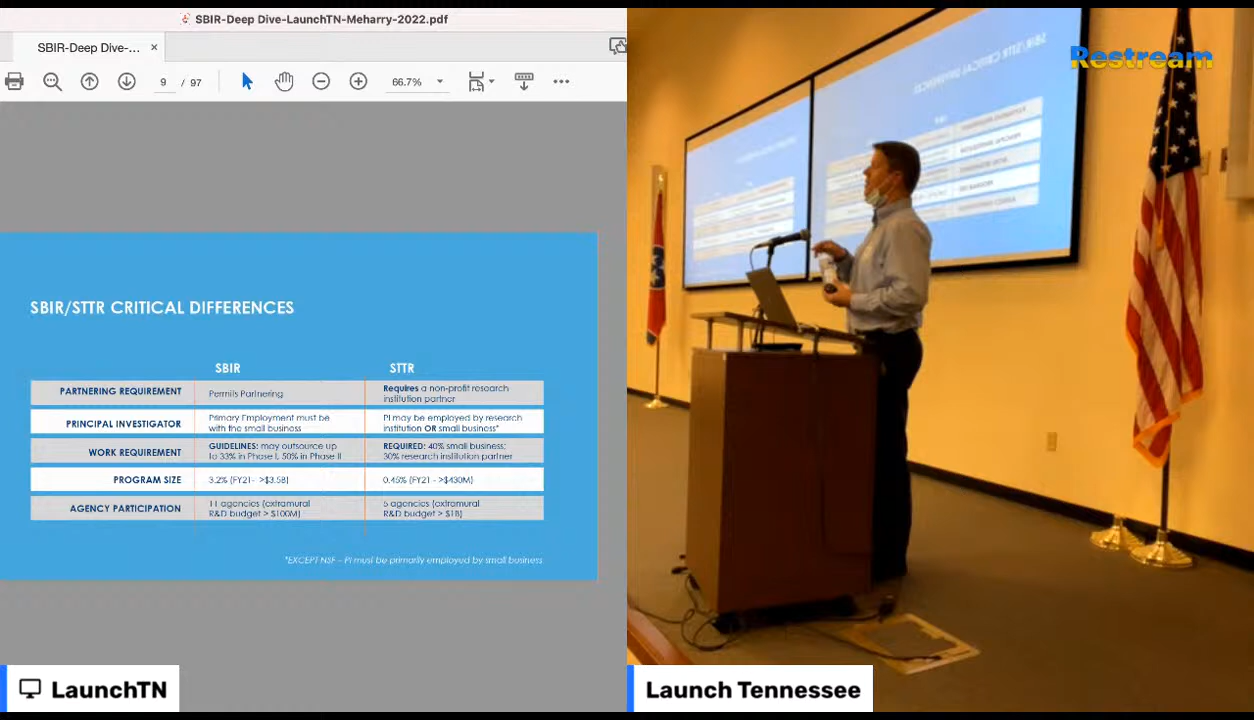 SBIR-Deep Dive-LaunchTN-Meharry-2022.pdf
SBIR-Deep Dive-...
9 / 97
66.7%
SBIR/STTR CRITICAL DIFFERENCES
SBIR STTR
PARTNERING REQUIREMENT Permits Partnering Requires a non-profit research
institution partner
PRINCIPAL INVESTIGATOR Primary Employment must be
with the small business
PI may be employed by research
institution OR small business*
WORK REQUIREMENT GUIDELINES: may outsource up
to 33% in Phase I, 50% in Phase II
REQUIRED: 40% small business;
30% research institution partner
PROGRAM SIZE 3.2% (FY21- >$3.5B) 0.45% (FY21 - >$430M)
AGENCY PARTICIPATION 11 agencies (extramural
R&D budget > $100M)
5 agencies (extramural
R&D budget > $1B)
*EXCEPT NSF – PI must be primarily employed by small business
LaunchTN
Restream
Launch Tennessee